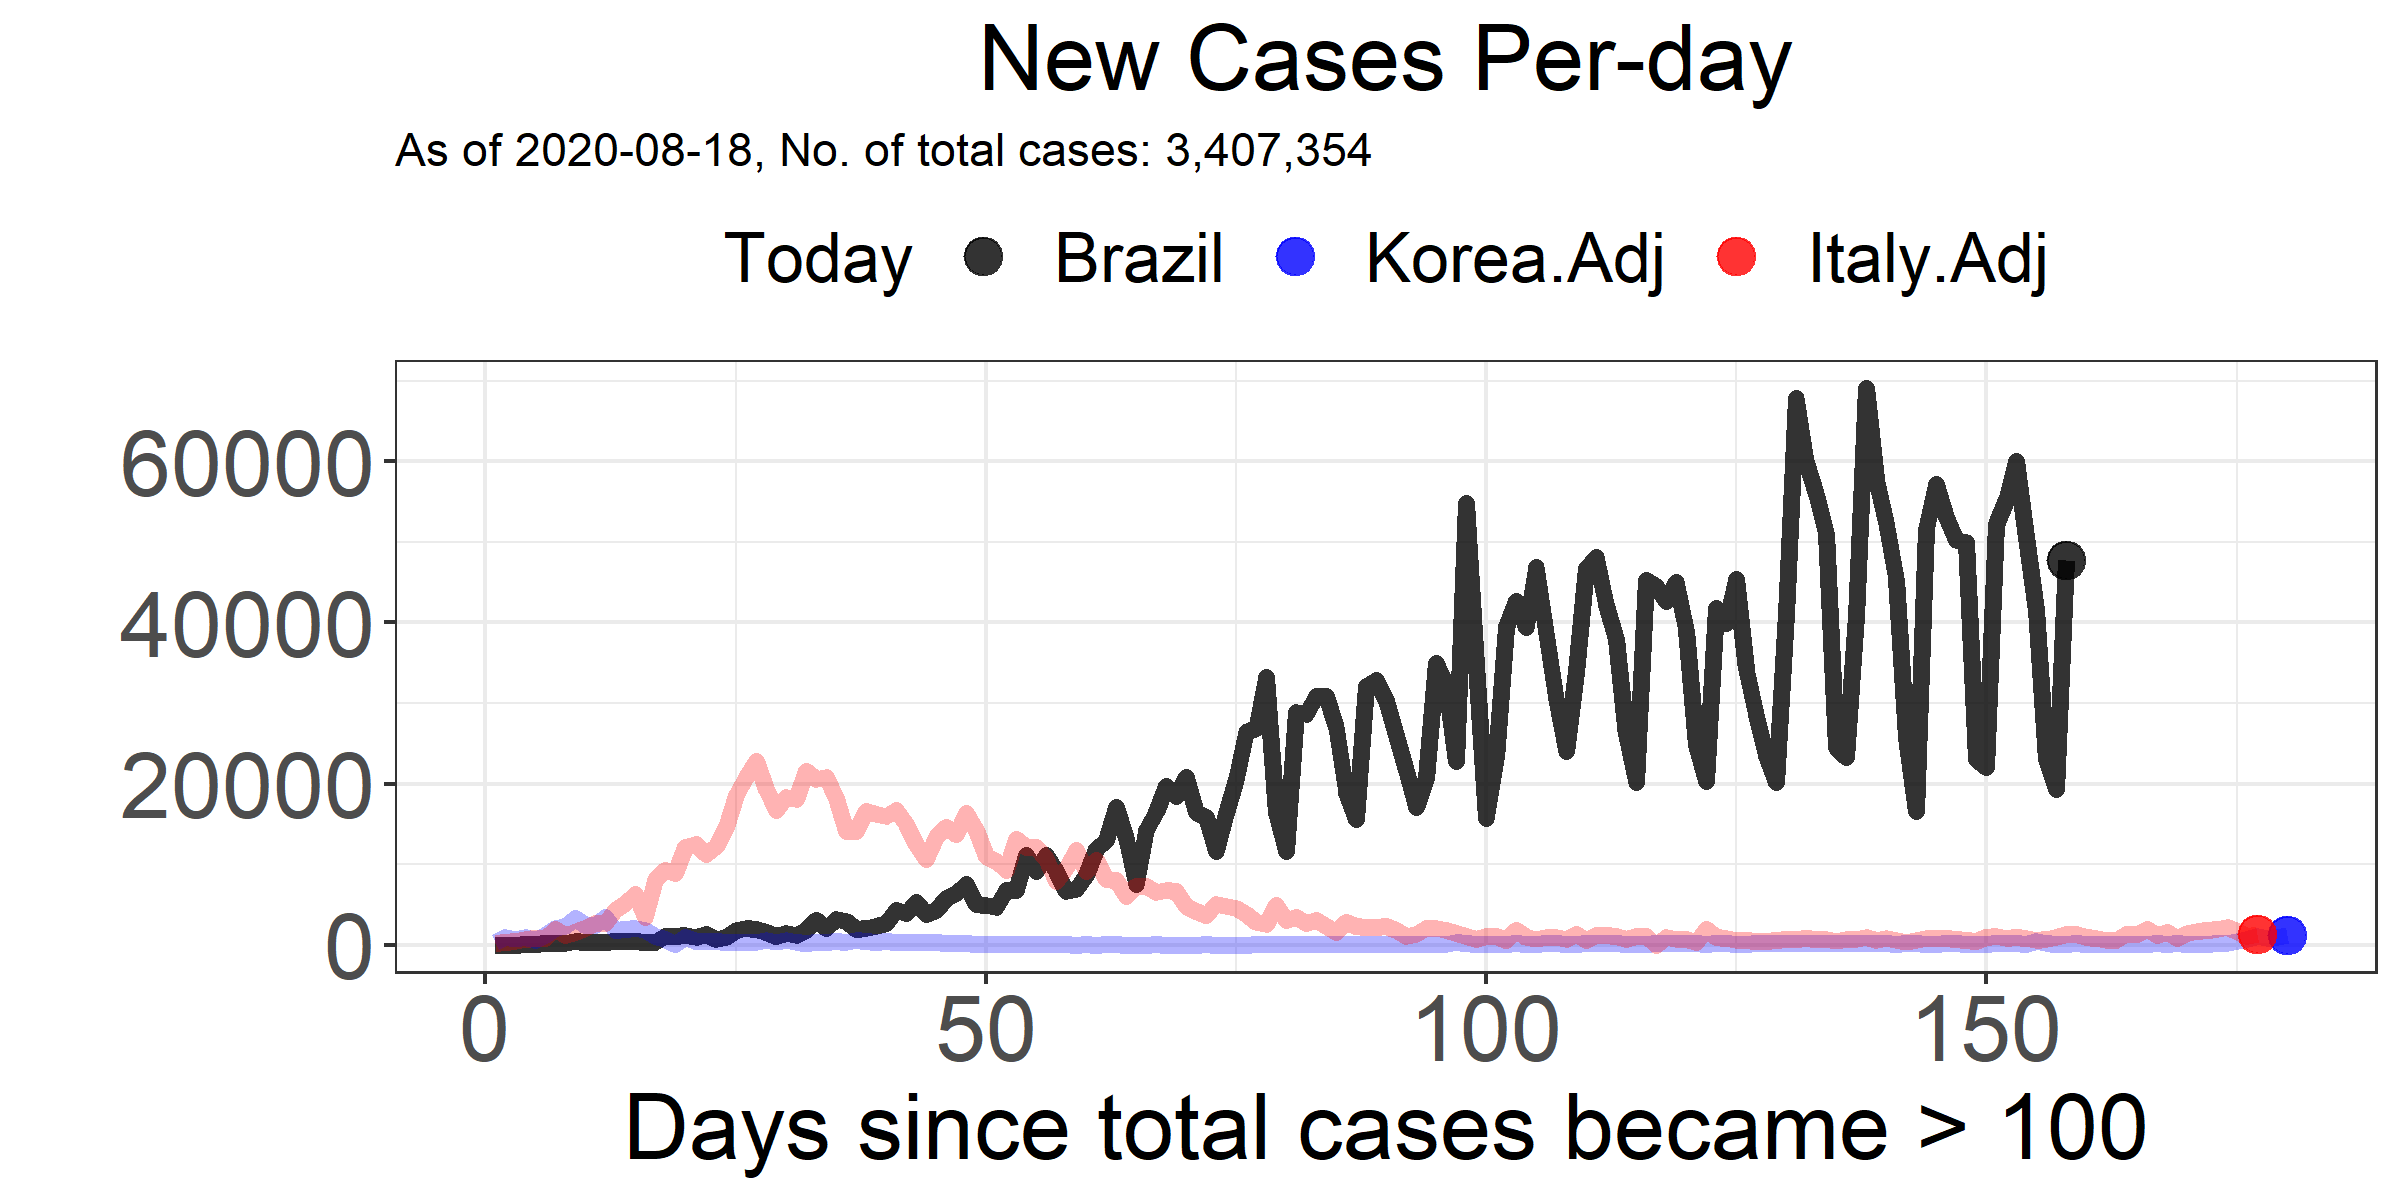 New Cases Per-day
As of 2020-08-18, No. of total cases: 3,407,354
Today Brazil Korea.Adj Italy.Adj
60000
40000
20000
0
0 50 100 150
Days since total cases became > 100